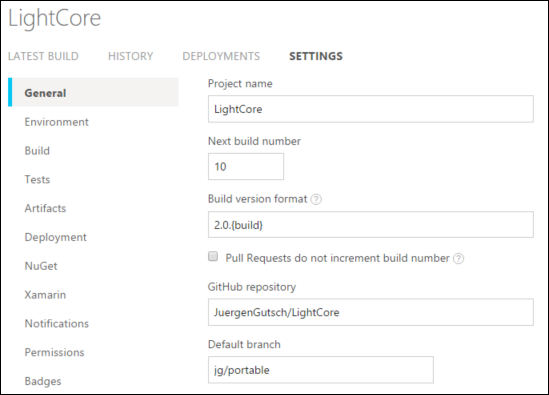 LightCore
LATEST BUILD HISTORY DEPLOYMENTS SETTINGS
General
Environment
Build
Tests
Artifacts
Deployment
NuGet
Xamarin
Notifications
Permissions
Badges
Project name
LightCore
Next build number
10
Build version format ?
2.0.{build}
Pull Requests do not increment build number ?
GitHub repository
JuergenGutsch/LightCore
Default branch
jg/portable